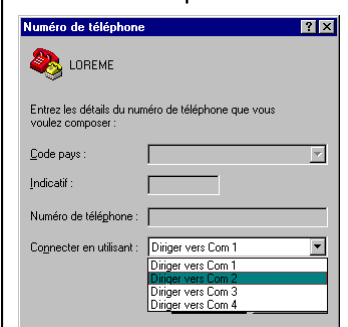 Numéro de téléphone
LOREME
Entrez les détails du numéro de téléphone que vous
voulez composer :
Code pays :
Indicatif :
Numéro de téléphone :
Connecter en utilisant : Diriger vers Com 1
Diriger vers Com 1
Diriger vers Com 2
Diriger vers Com 3
Diriger vers Com 4